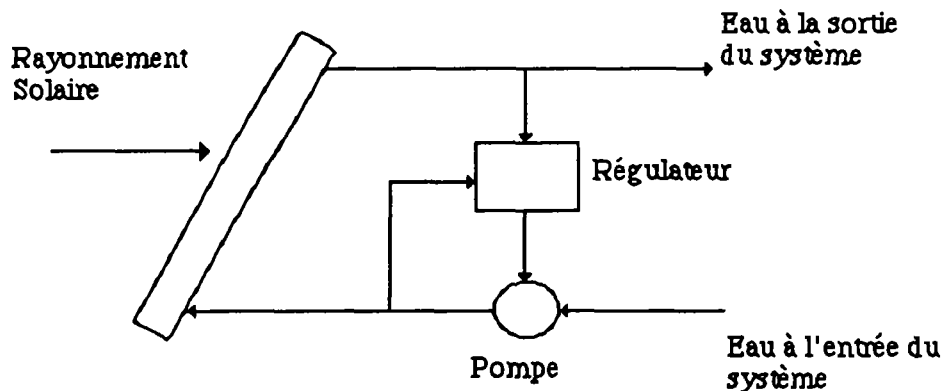 Eau à la sortie
du système
Rayonnement
Solaire
Régulateur
Pompe
Eau à l'entrée du
système